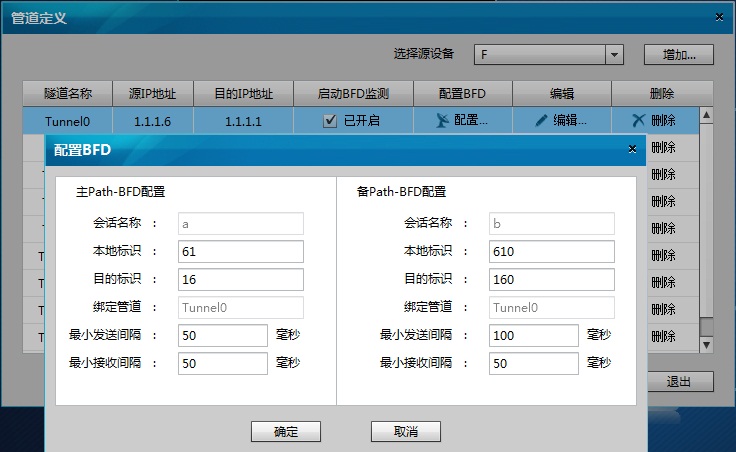 管道定义
选择源设备 F 增加...
隧道名称 源IP地址 目的IP地址 启动BFD监测 配置BFD 编辑 删除
Tunnel0 1.1.1.6 1.1.1.1 已开启 配置... 编辑... 删除
配置BFD 删除
主Path-BFD配置 备Path-BFD配置 删除
会话名称 : a 会话名称 : b 删除
本地标识 : 61 本地标识 : 610 删除
目的标识 : 16 目的标识 : 160 删除
绑定管道 : Tunnel0 绑定管道 : Tunnel0 删除
最小发送间隔 : 50 毫秒 最小发送间隔 : 100 毫秒 删除
最小接收间隔 : 50 毫秒 最小接收间隔 : 50 毫秒
退出
确定 取消